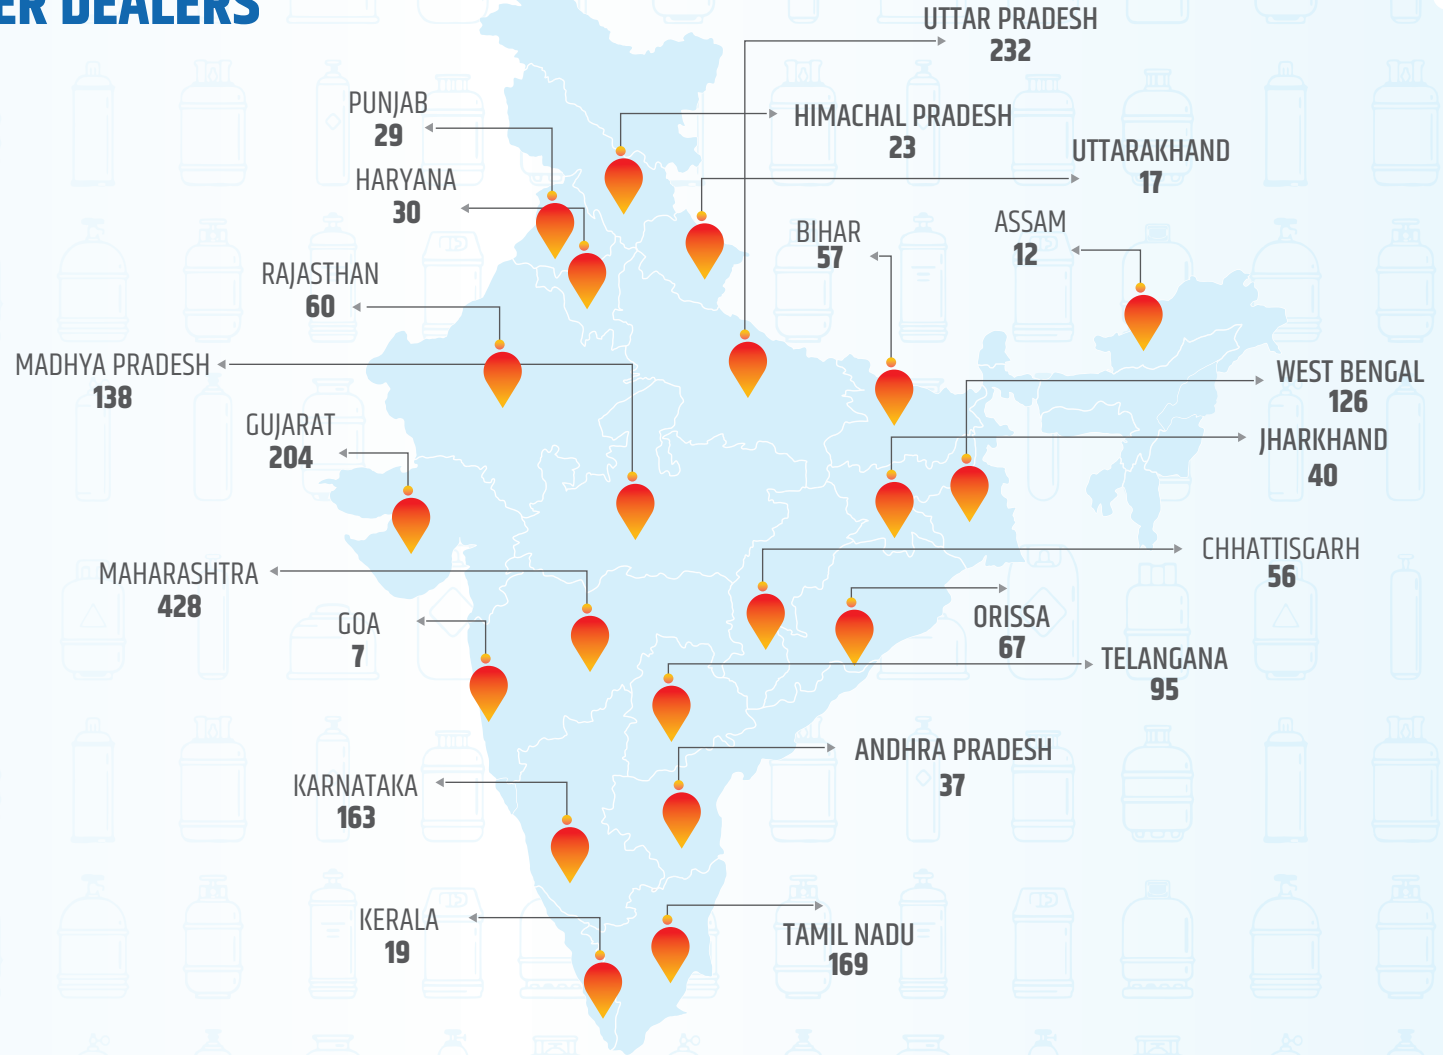 ER DEALERS
UTTAR PRADESH
232
PUNJAB
29
HIMACHAL PRADESH
23
UTTARAKHAND
17
HARYANA
30
BIHAR
57
ASSAM
12
RAJASTHAN
60
MADHYA PRADESH
138
WEST BENGAL
126
GUJARAT
204
JHARKHAND
40
CHHATTISGARH
56
MAHARASHTRA
428
ORISSA
67
GOA
7
TELANGANA
95
ANDHRA PRADESH
37
KARNATAKA
163
KERALA
19
TAMIL NADU
169